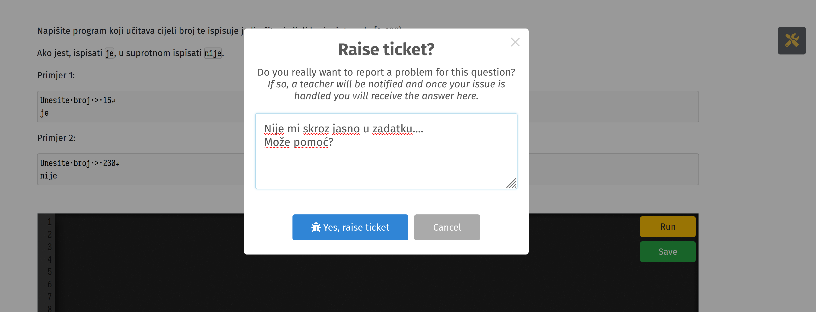 Napišite program koji učitava cijeli broj te ispisuje
Ako jest, ispisati je, u suprotnom ispisati nije.
Primjer 1:
Unesite·broj·>·15↵
je
Primjer 2:
Unesite·broj·>·230↵
nije
Raise ticket?
Do you really want to report a problem for this question?
If so, a teacher will be notified and once your issue is
handled you will receive the answer here.
Nije mi skroz jasno u zadatku....
Može pomoć?
Yes, raise ticket
Cancel
1
2
3
4
5
6
7
8
Run
Save